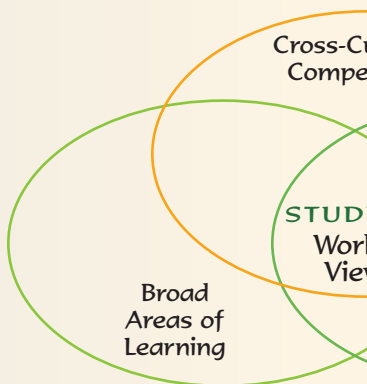 Cross-Cu
Compe
STUD
Worl
View
Broad
Areas of
Learning